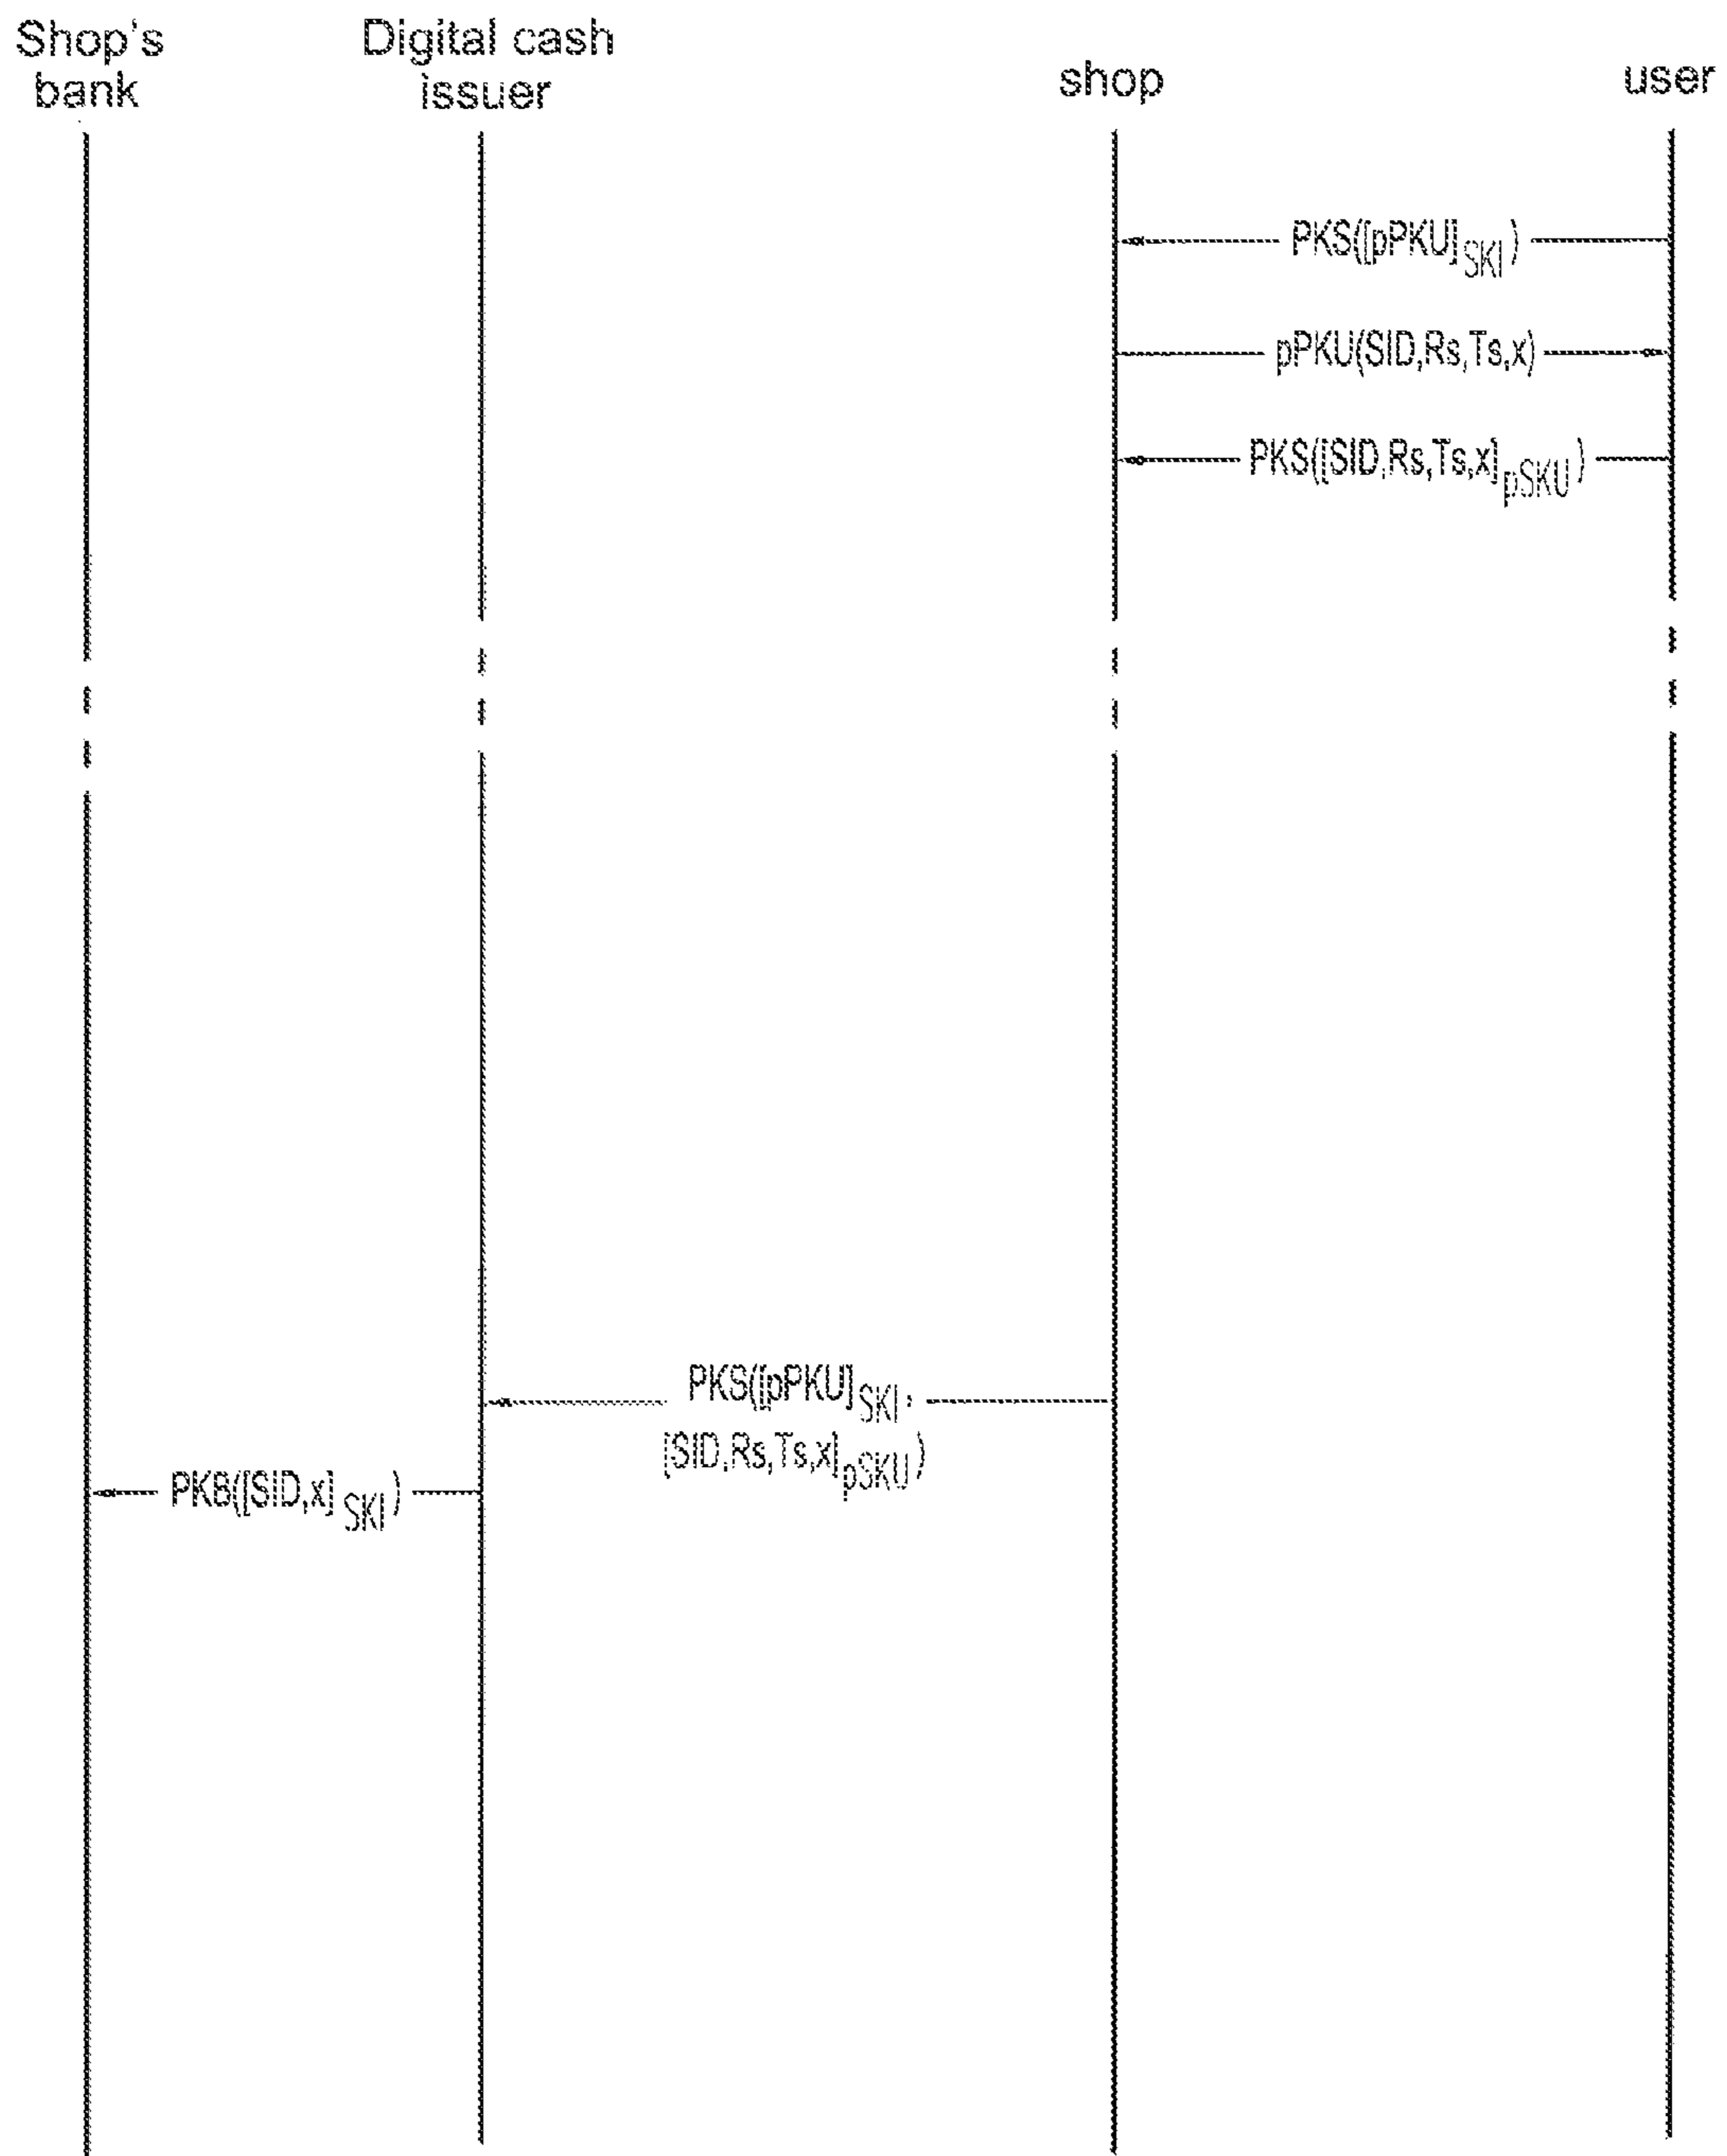 Shop's
bank
Digital cash
issuer
shop
user
PKS([pPKU]SKI)
pPKU(SID,Rs,Ts,x)
PKS([SID,Rs,Ts,x]pSKU)
PKS([pPKU]SKI,
[SID,Rs,Ts,x]pSKU)
PKB([SID,x]SKI)